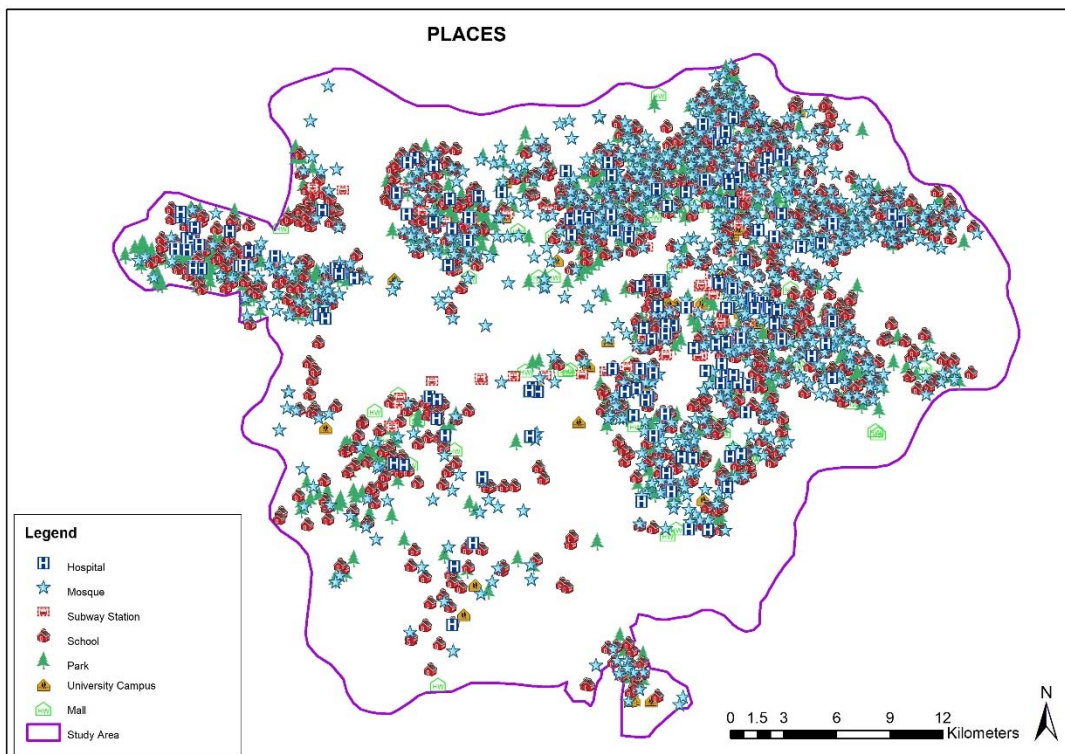 PLACES
Legend
Hospital
Mosque
Subway Station
School
Park
University Campus
Mall
Study Area
N
0 1.5 3 6 9 12
Kilometers